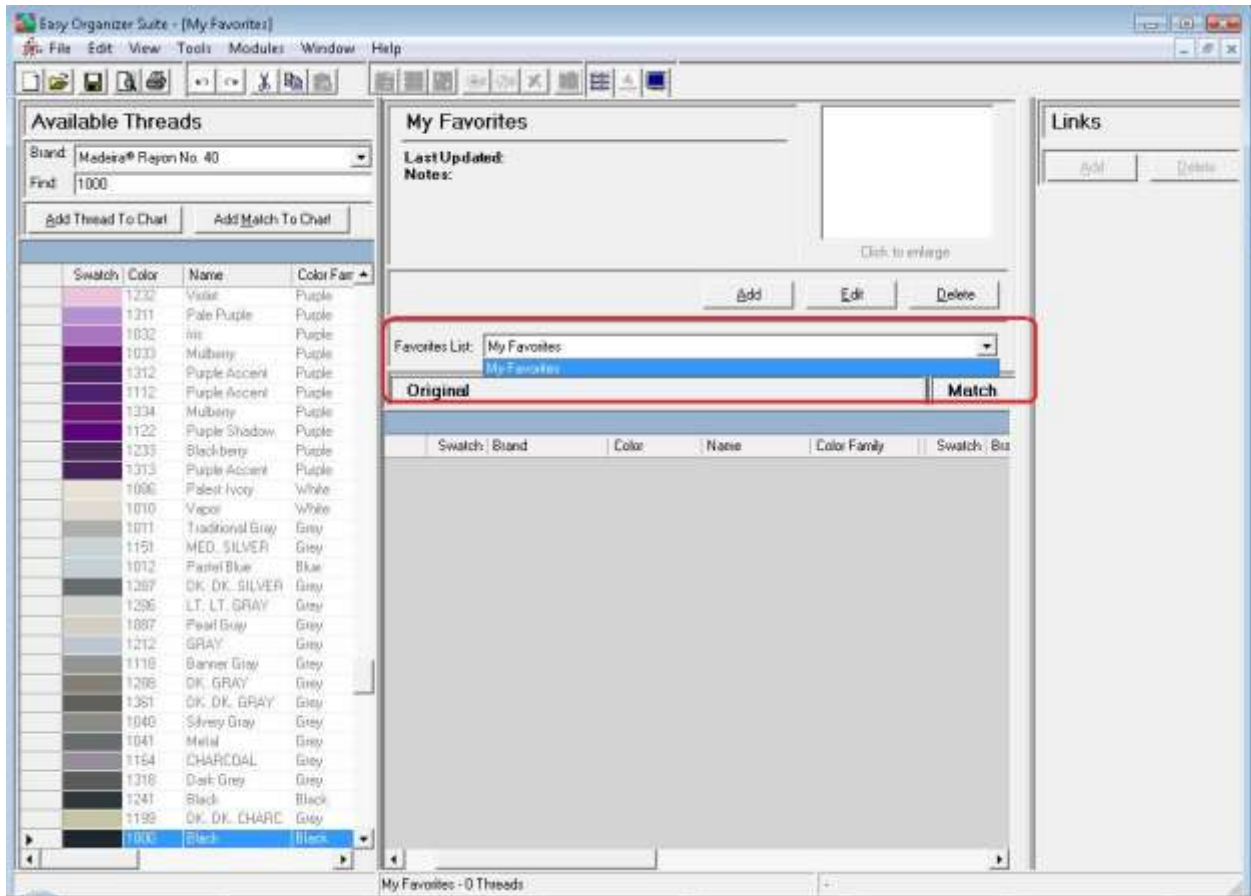 Easy Organizer Suite - [My Favorites]
File Edit View Tools Modules Window Help
Available Threads
Brand: Madeira® Rayon No. 40
Find: 1000
Add Thread To Chart Add Match To Chart
Swatch Color Name Color Fam
1232 Violet Purple
1311 Pale Purple Purple
1032 Iris Purple
1033 Mulberry Purple
1312 Purple Accent Purple
1112 Purple Accent Purple
1334 Mulberry Purple
1122 Purple Shadow Purple
1233 Blackberry Purple
1313 Purple Accent Purple
1086 Palest Ivory White
1010 Vapor White
1011 Traditional Gray Grey
1151 MED. SILVER Grey
1012 Pastel Blue Blue
1287 DK. DK. SILVER Grey
1286 LT. LT. GRAY Grey
1087 Pearl Gray Grey
1212 GRAY Grey
1118 Banner Gray Grey
1288 DK. GRAY Grey
1361 DK. DK. GRAY Grey
1040 Silvery Gray Grey
1041 Metal Grey
1164 CHARCOAL Grey
1318 Dark Grey Grey
1241 Black Black
1199 DK. DK. CHARC Grey
1000 Black Black
My Favorites
Last Updated:
Notes:
Click to enlarge
Add Edit Delete
Favorites List: My Favorites
My Favorites
Original Match
Swatch Brand Color Name Color Family Swatch Bra
My Favorites - 0 Threads -
Links
Add Delete